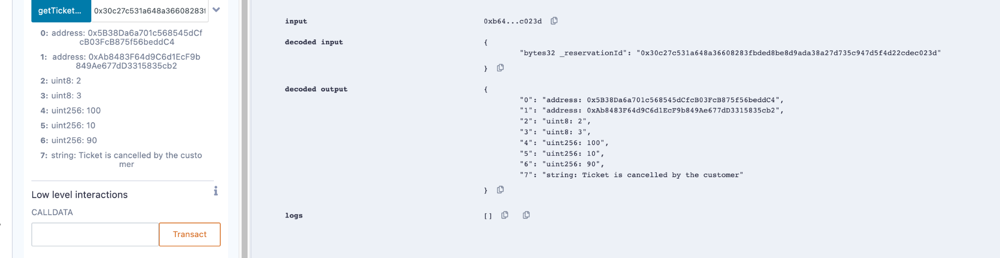 getTicket...
0x30c27c531a648a36608283f
0: address: 0x5B38Da6a701c568545dCf
cB03FcB875f56beddC4
1: address: 0xAb8483F64d9C6d1EcF9b
849Ae677dD3315835cb2
2: uint8: 2
3: uint8: 3
4: uint256: 100
5: uint256: 10
6: uint256: 90
7: string: Ticket is cancelled by the custo
mer
Low level interactions
CALLDATA
Transact
input
0xb64...c023d
decoded input
{
"bytes32 _reservationId": "0x30c27c531a648a36608283fbded8be8d9ada38a27d735c947d5f4d22cdec023d"
}
decoded output
{
"0": "address: 0x5B38Da6a701c568545dCfcB03FcB875f56beddC4",
"1": "address: 0xAb8483F64d9C6d1EcF9b849Ae677dD3315835cb2",
"2": "uint8: 2",
"3": "uint8: 3",
"4": "uint256: 100",
"5": "uint256: 10",
"6": "uint256: 90",
"7": "string: Ticket is cancelled by the customer"
}
logs
[]